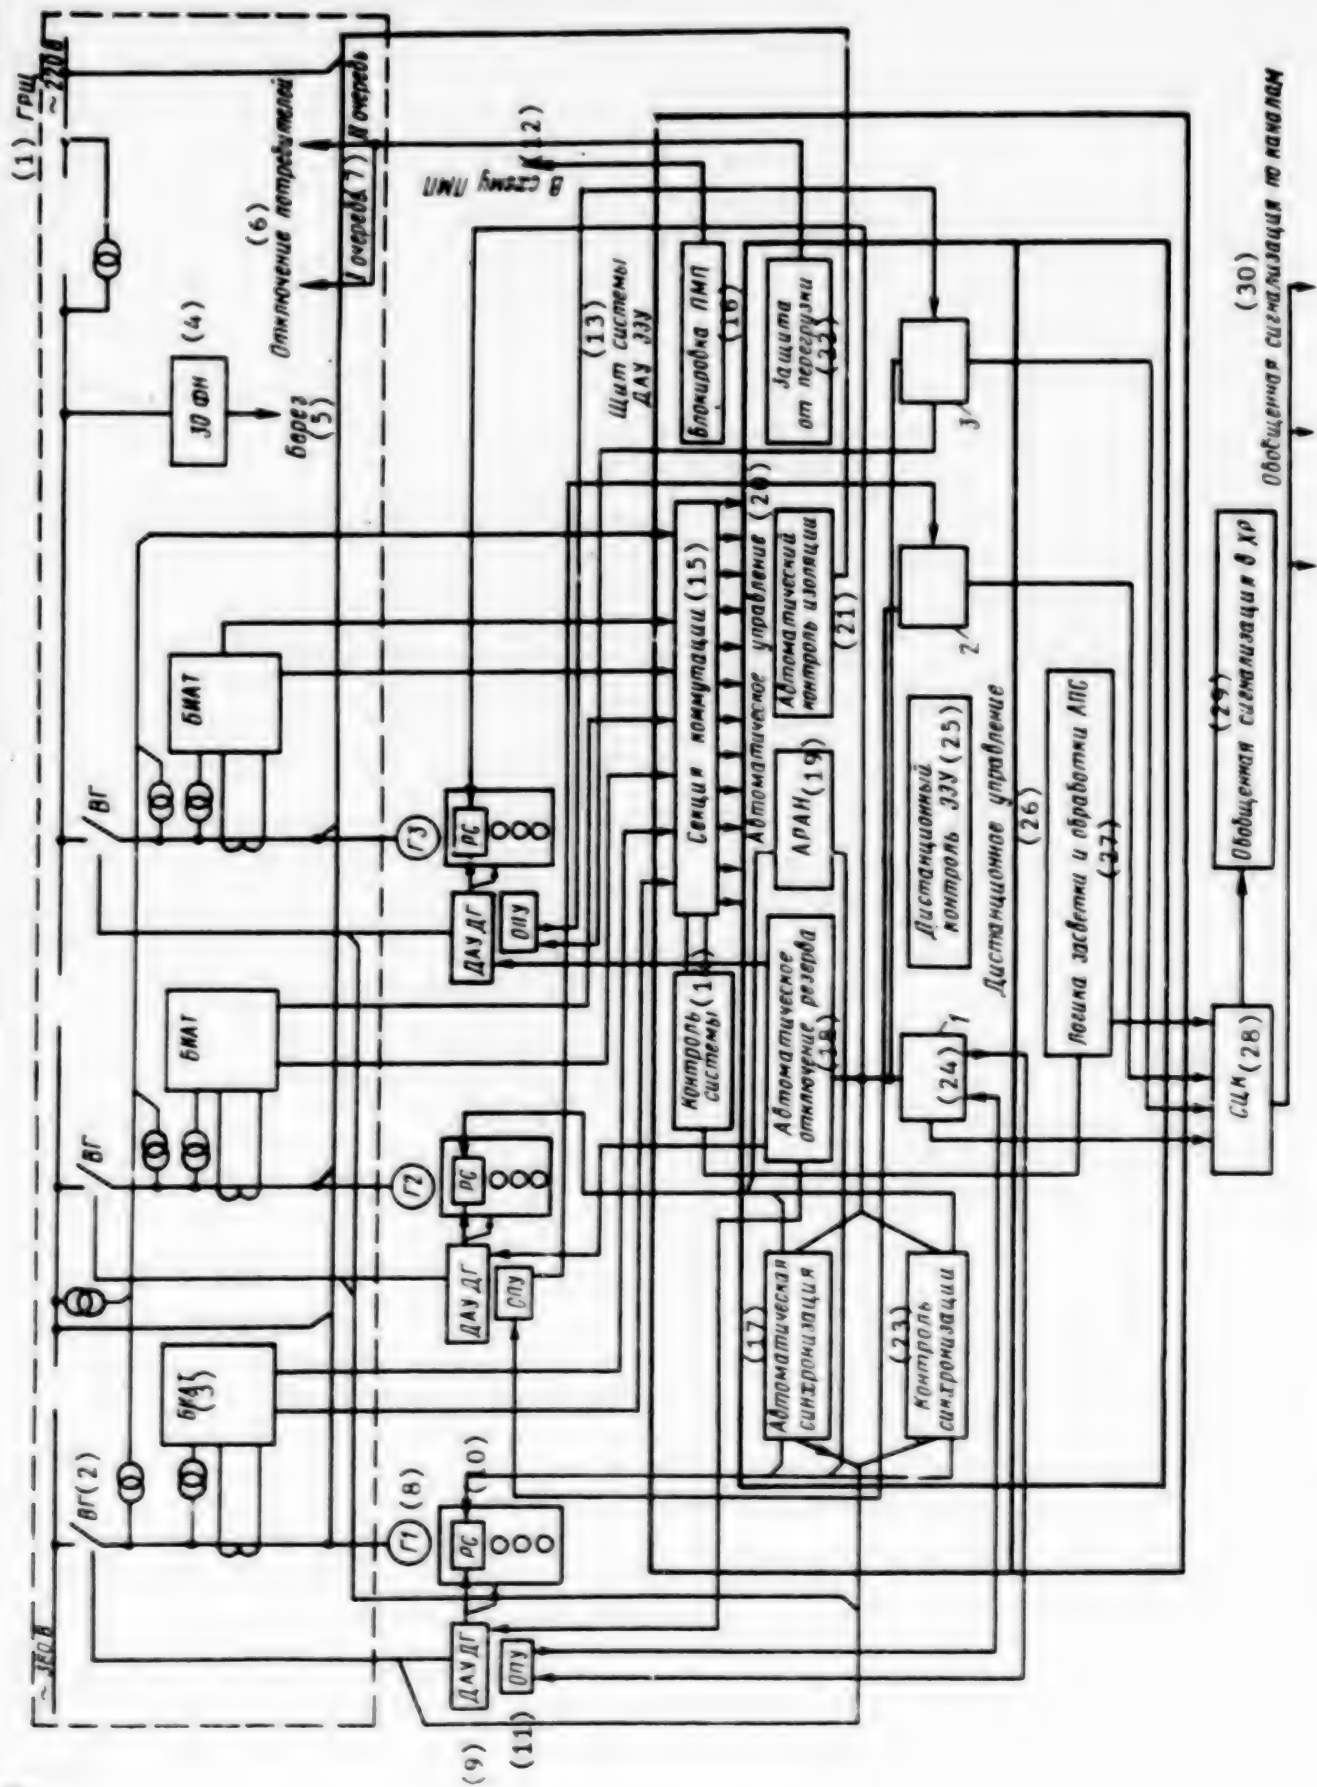 (1) ГРЩ
~ 220 В
~ 380 В
ВГ (2)
ВГ
ВГ
БИАТ
(3)
БИАТ
БИАТ
30 ФН
(4)
Берег
(5)
(6)
Отключение потребителей
I очередь (7)
II очередь
Г1
(8)
Г2
Г3
РС
(10)
РС
РС
ДАУ ДГ
(9)
ОПУ
(11)
ДАУ ДГ
СПУ
ДАУ ДГ
ОПУ
В схему ПМП
(12)
(13)
Щит системы
ДАУ ЭЭУ
Контроль
системы
Секция коммутации (15)
Блокировка ПМП
(16)
Автоматическое управление (20)
(17)
Автоматическая
синхронизация
Автоматическое
отключение резерва
(18)
АРАН (19)
Автоматический
контроль изоляции
(21)
Защита
от перегрузки
(22)
(23)
Контроль
синхронизации
(24)
1
Дистанционный
контроль ЭЭУ (25)
2
3
Дистанционное управление
(26)
Логика засветки и обработки АПС
(27)
СЦК (28)
(29)
Обобщенная сигнализация в ХР
(30)
Обобщенная сигнализация по каналам